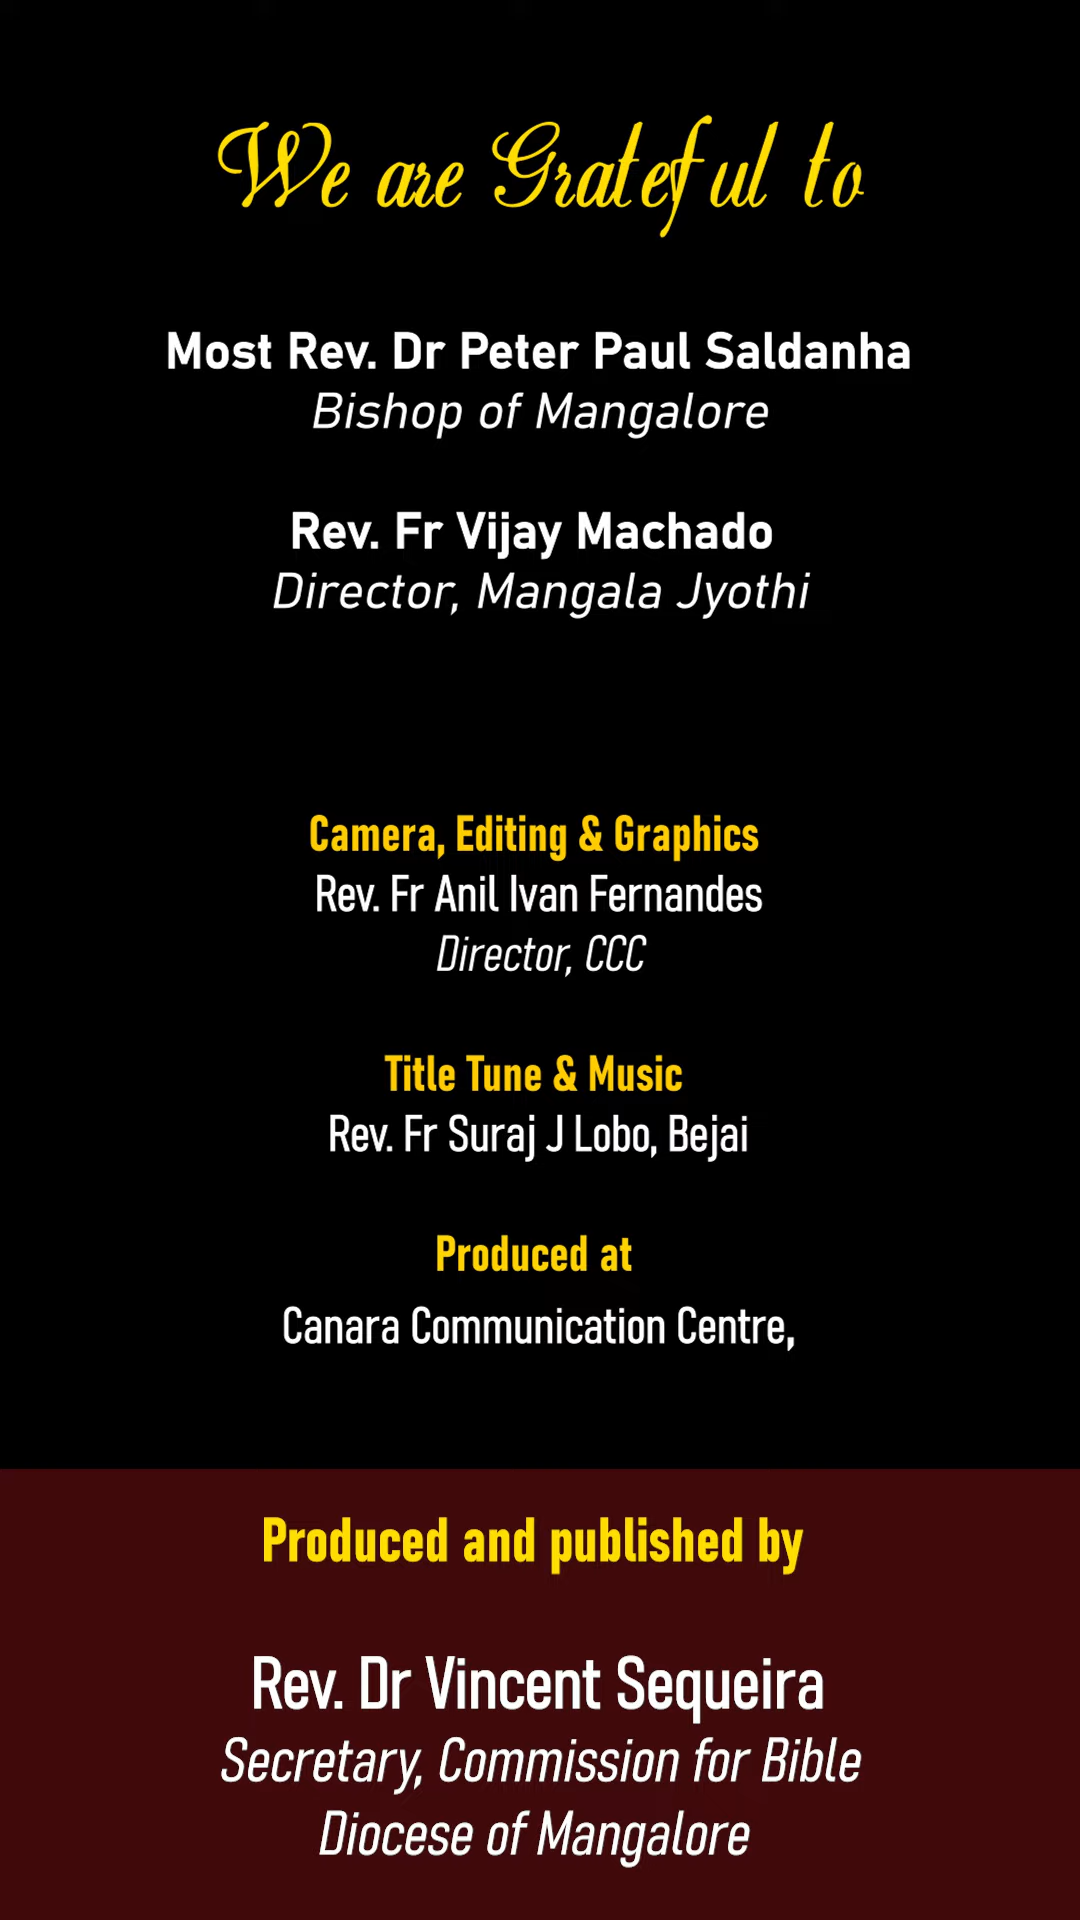 We are Grateful to
Most Rev. Dr Peter Paul Saldanha
Bishop of Mangalore
Rev. Fr Vijay Machado
Director, Mangala Jyothi
Camera, Editing & Graphics
Rev. Fr Anil Ivan Fernandes
Director, CCC
Title Tune & Music
Rev. Fr Suraj J Lobo, Bejai
Produced at
Canara Communication Centre,
Produced and published by
Rev. Dr Vincent Sequeira
Secretary, Commission for Bible
Diocese of Mangalore